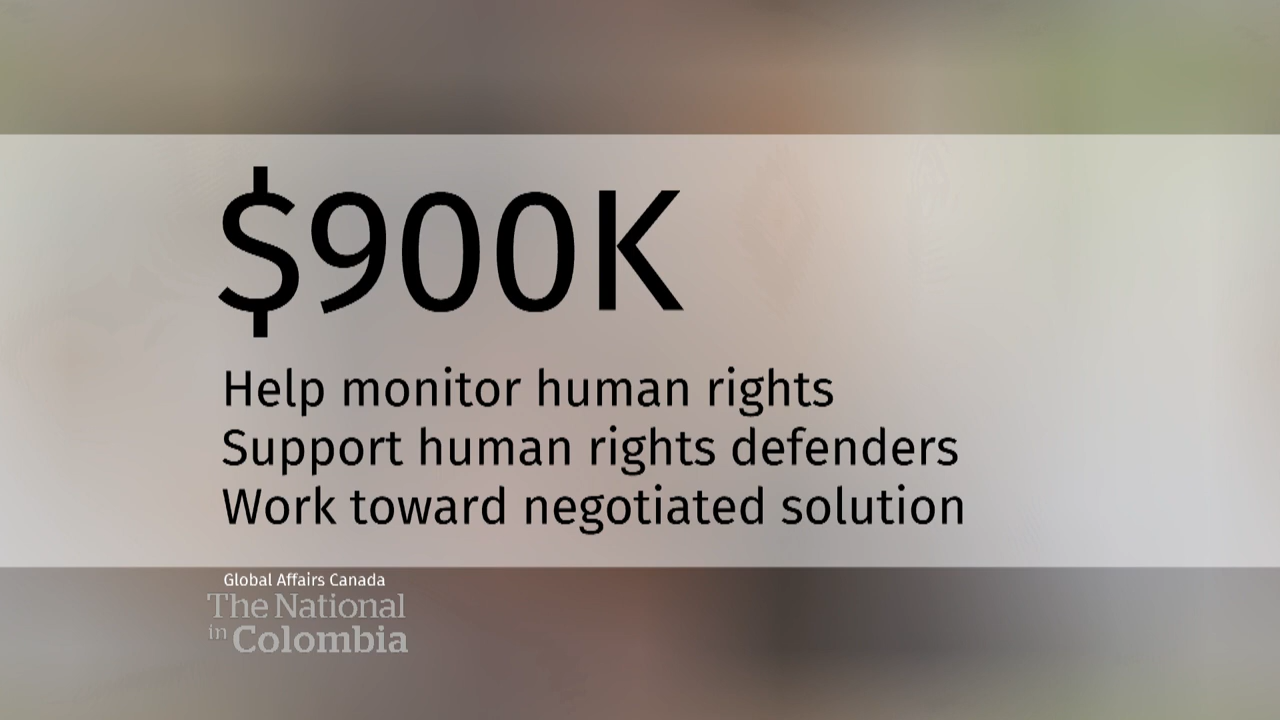 $900K
Help monitor human rights
Support human rights defenders
Work toward negotiated solution
Global Affairs Canada
The National
in Colombia